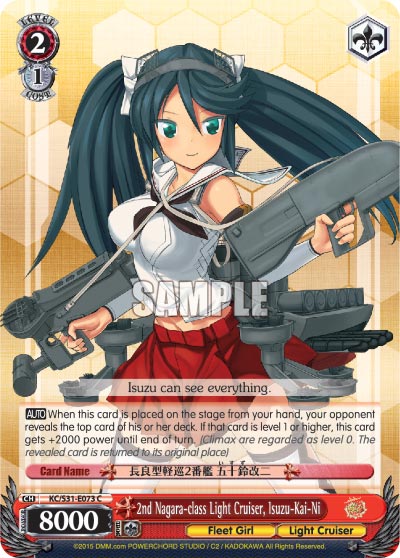 LEVEL
2
1
COST
SAMPLE
Isuzu can see everything.
AUTO When this card is placed on the stage from your hand, your opponent
reveals the top card of his or her deck. If that card is level 1 or higher, this card
gets +2000 power until end of turn. (Climax are regarded as level 0. The
revealed card is returned to its original place)
Card Name 長良型軽巡2番艦 五十鈴改二
CH KC/S31-E073 C
8000
2nd Nagara-class Light Cruiser, Isuzu-Kai-Ni
Fleet Girl Light Cruiser
©2015 DMM.com POWERCHORD STUDIO / C2 / KADOKAWA All Rights Reserved.